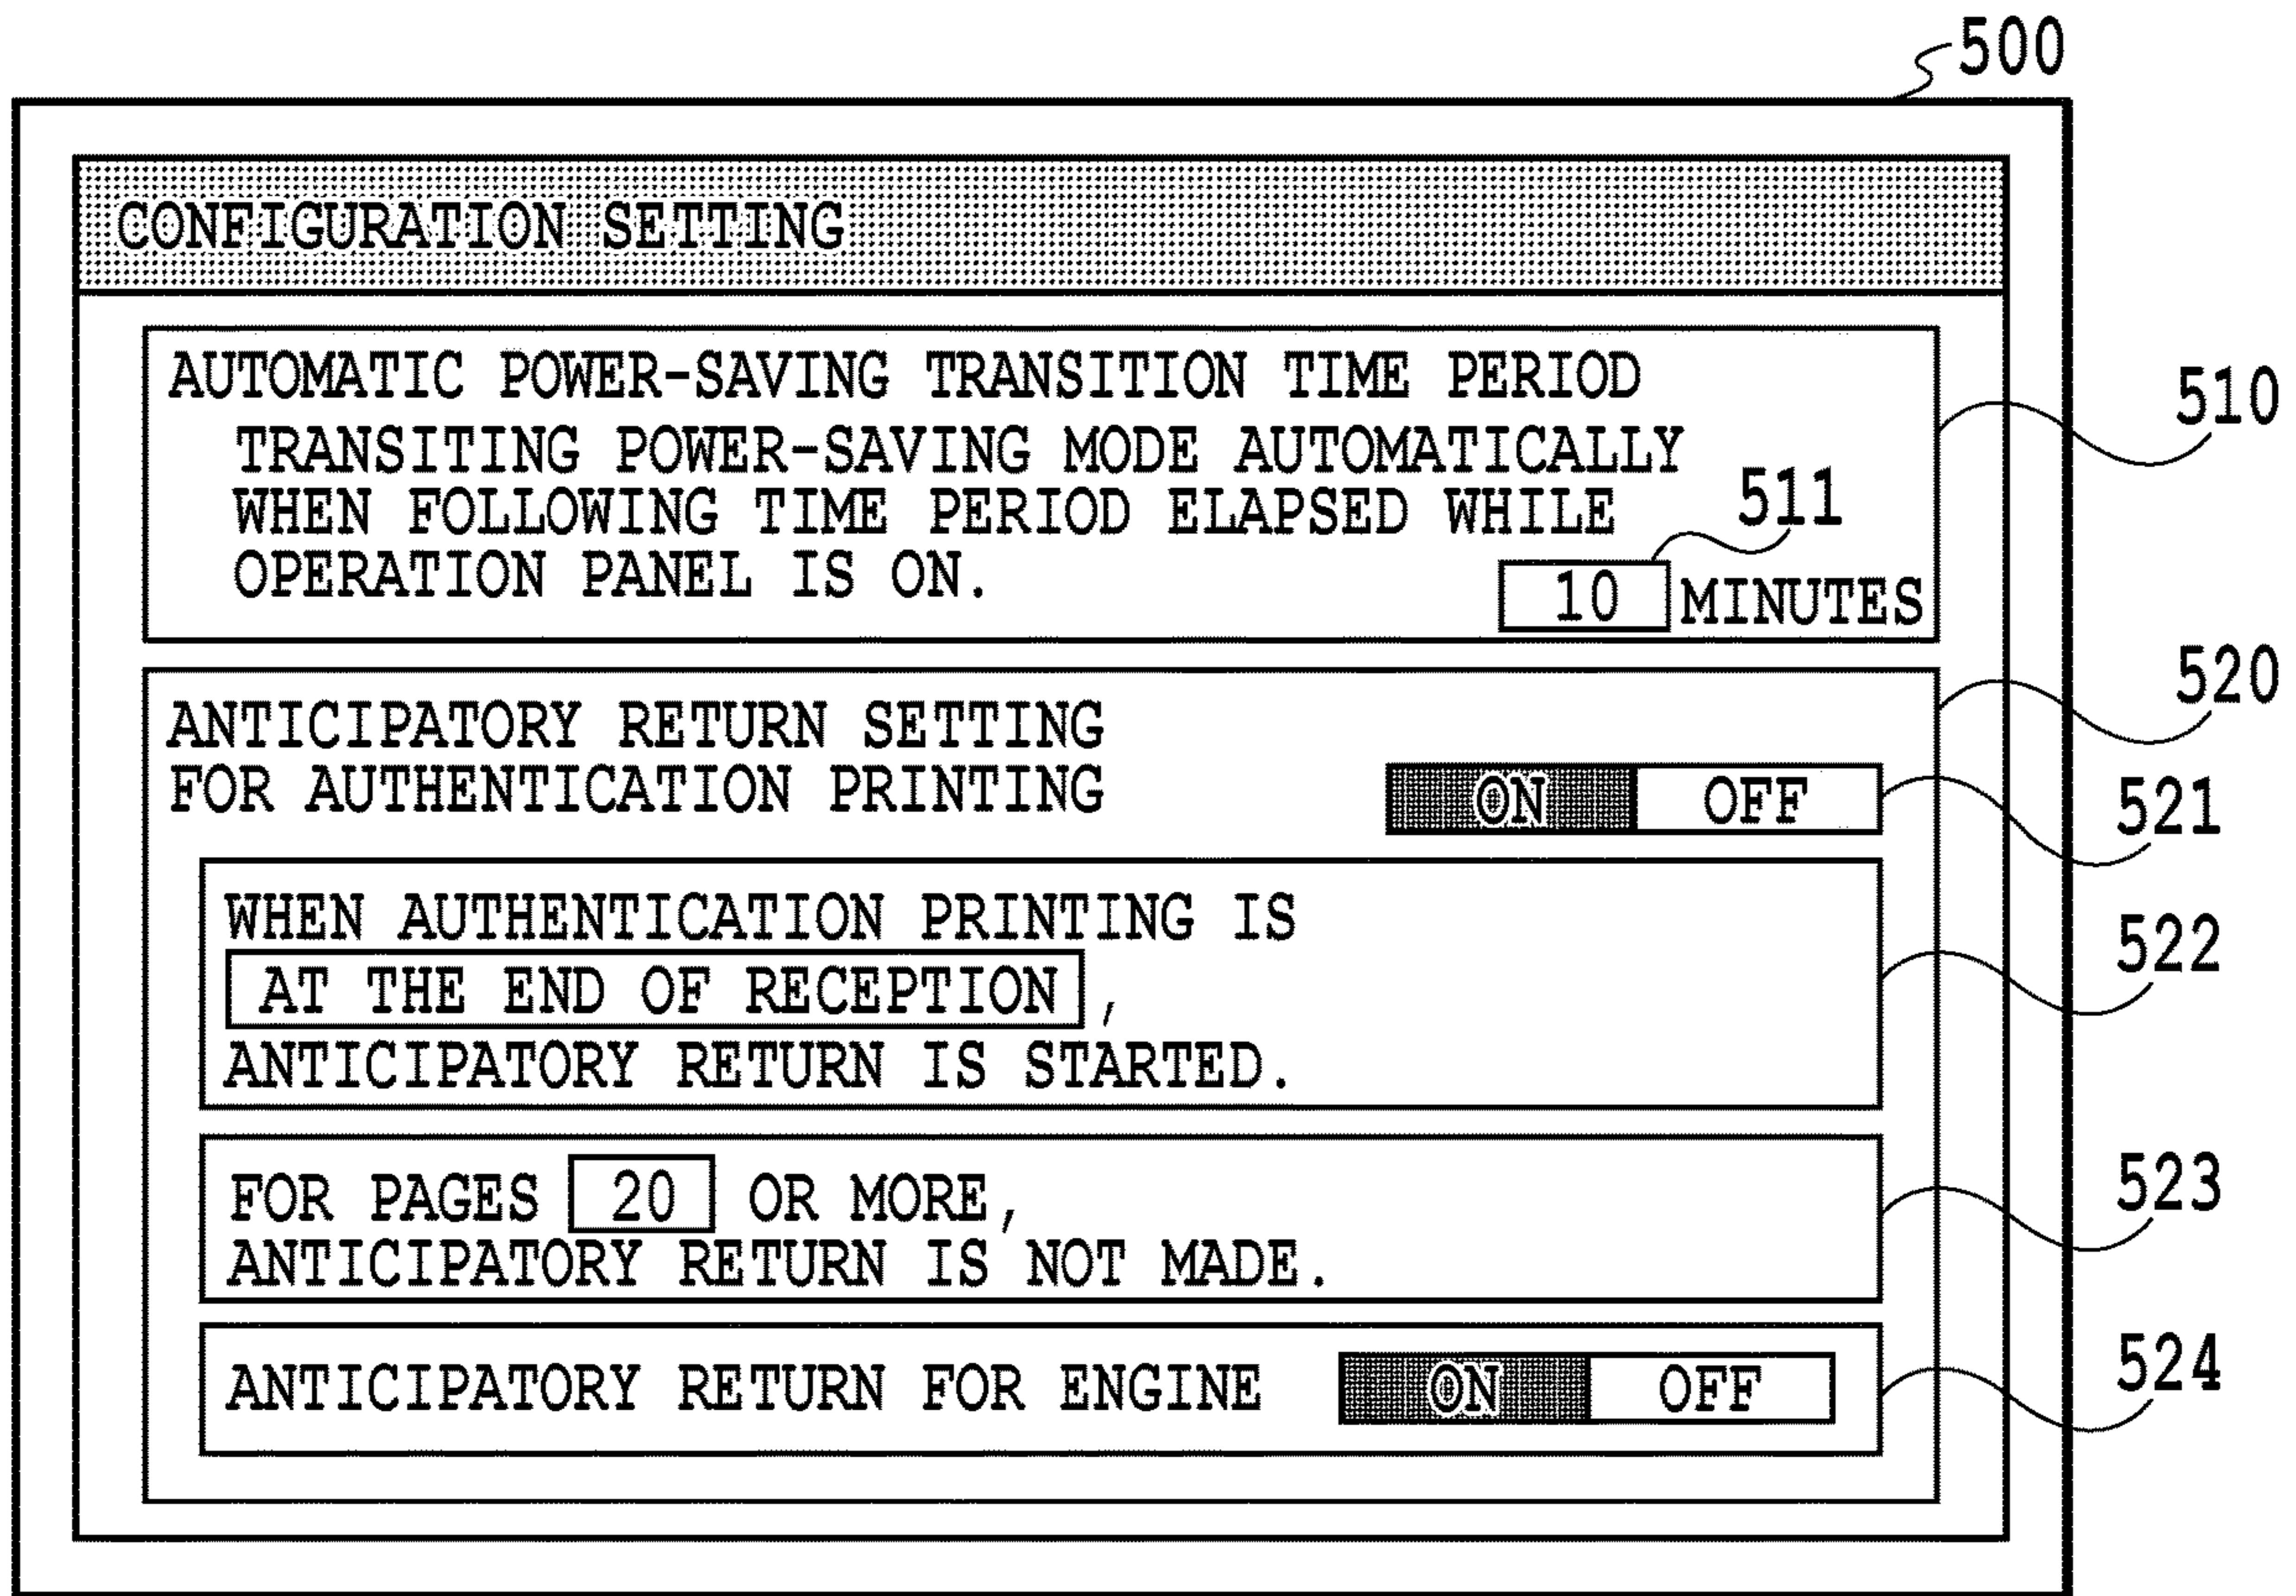 500
CONFIGURATION SETTING
AUTOMATIC POWER-SAVING TRANSITION TIME PERIOD
510
TRANSITING POWER-SAVING MODE AUTOMATICALLY
WHEN FOLLOWING TIME PERIOD ELAPSED WHILE
511
OPERATION PANEL IS ON.
10 MINUTES
520
ANTICIPATORY RETURN SETTING
FOR AUTHENTICATION PRINTING
ON OFF
521
WHEN AUTHENTICATION PRINTING IS
522
AT THE END OF RECEPTION ,
ANTICIPATORY RETURN IS STARTED.
FOR PAGES 20 OR MORE,
523
ANTICIPATORY RETURN IS NOT MADE.
ANTICIPATORY RETURN FOR ENGINE ON OFF
524